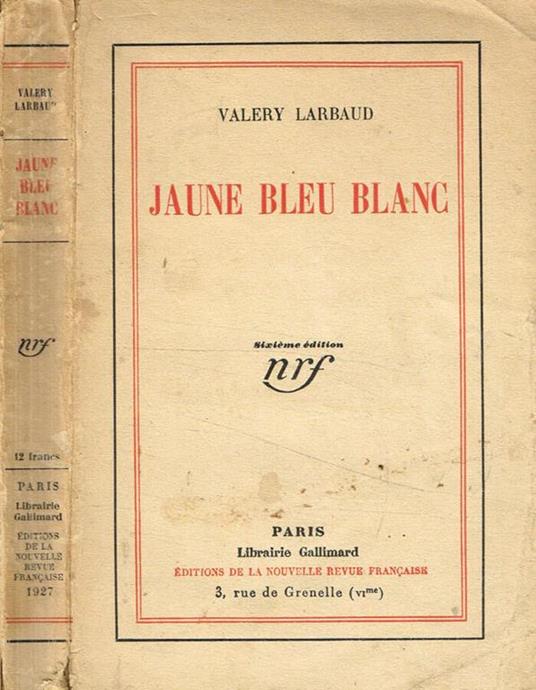 VALERY
LARBAUD
JAUNE
BLEU
BLANC
nrf
12 francs
PARIS
Librairie
Gallimard
ÉDITIONS
DE LA
NOUVELLE
REVUE
FRANÇAISE
1927
VALERY LARBAUD
JAUNE BLEU BLANC
Sixième édition
nrf
PARIS
Librairie Gallimard
ÉDITIONS DE LA NOUVELLE REVUE FRANÇAISE
3, rue de Grenelle (VIme)